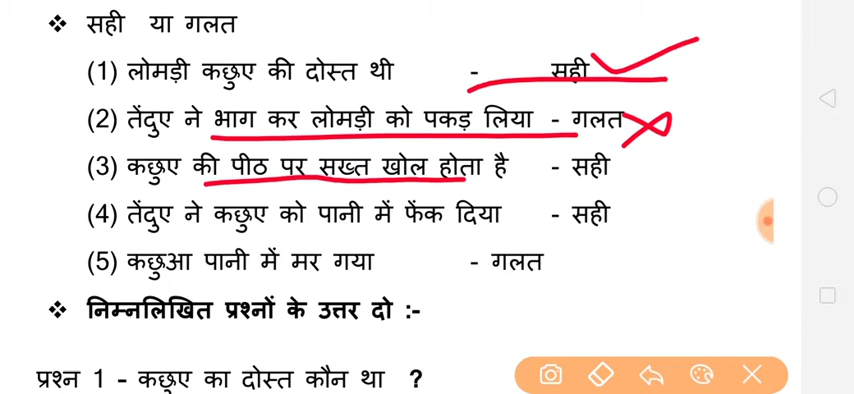 ❖ सही या गलत
(1) लोमड़ी कछुए की दोस्त थी - सही
(2) तेंदुए ने भाग कर लोमड़ी को पकड़ लिया - गलत
(3) कछुए की पीठ पर सख्त खोल होता है - सही
(4) तेंदुए ने कछुए को पानी में फेंक दिया - सही
(5) कछुआ पानी में मर गया - गलत
❖ निम्नलिखित प्रश्नों के उत्तर दो :-
प्रश्न 1 - कछुए का दोस्त कौन था ?